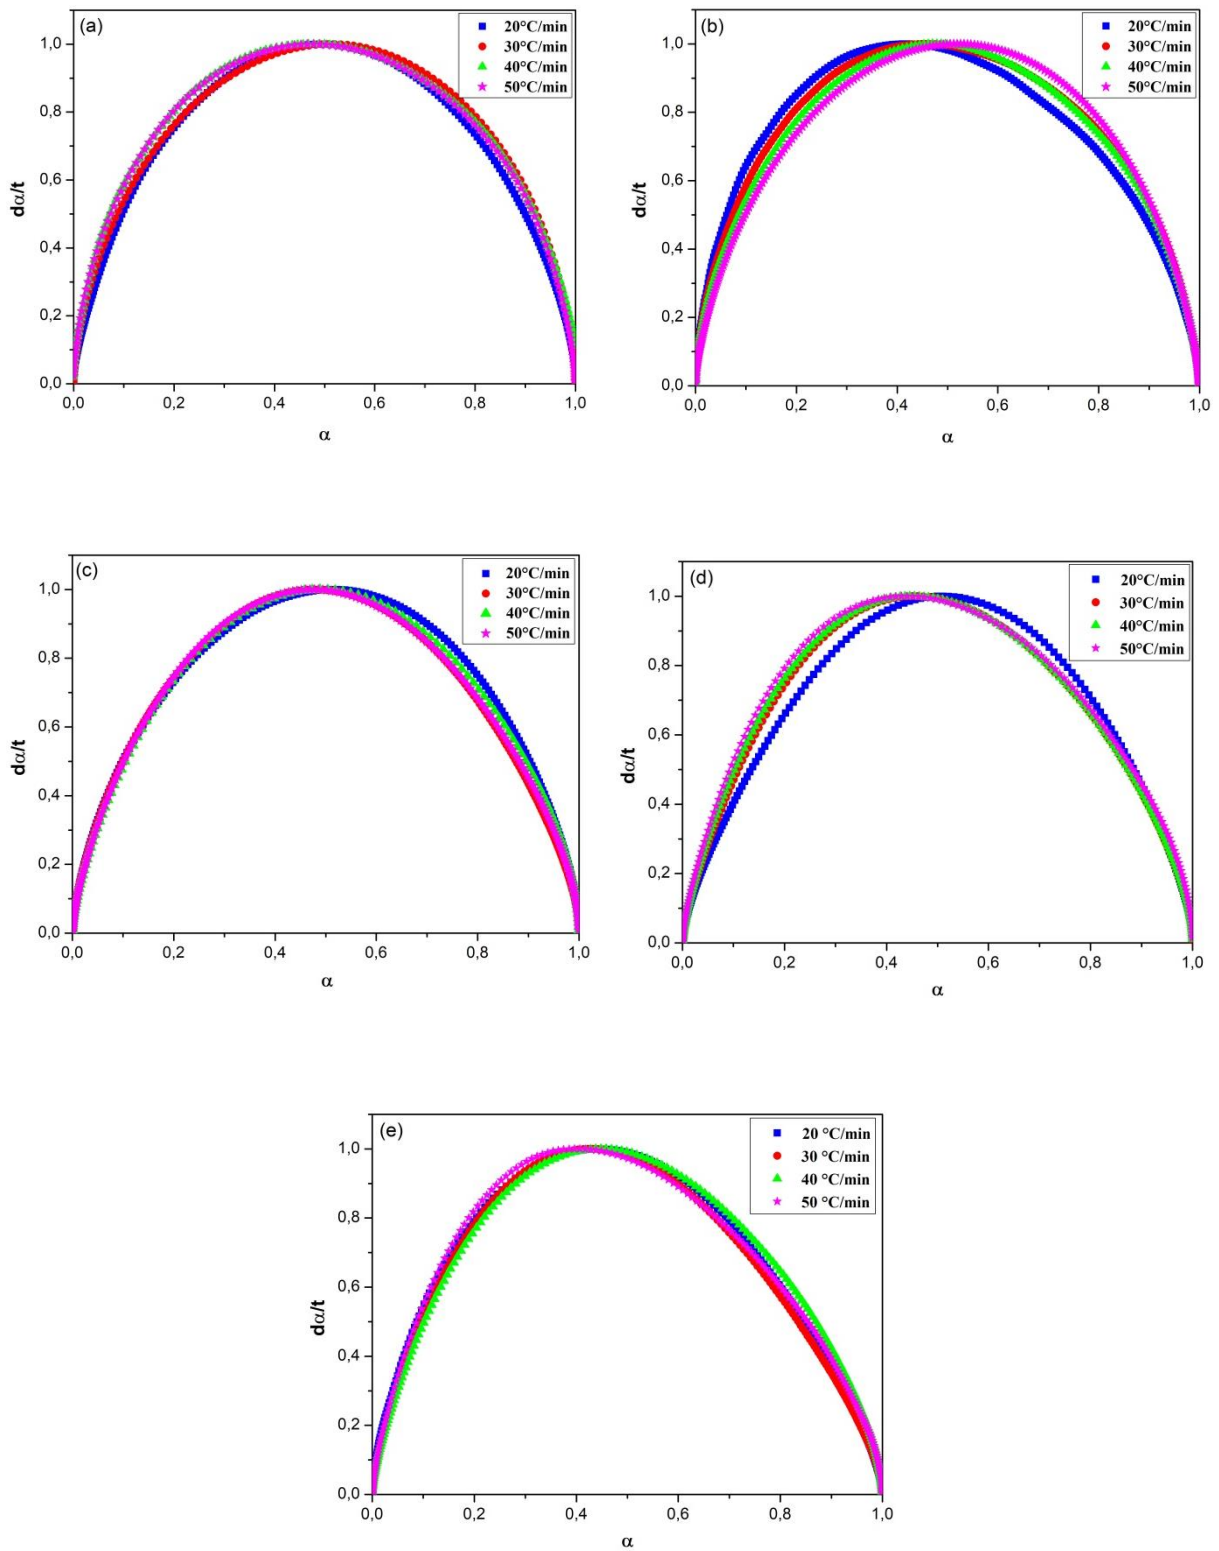 (a)
20°C/min
30°C/min
40°C/min
50°C/min
1,0
0,8
0,6
0,4
0,2
0,0
dα/t
0,0 0,2 0,4 0,6 0,8 1,0
α
(b)
20°C/min
30°C/min
40°C/min
50°C/min
1,0
0,8
0,6
0,4
0,2
0,0
dα/t
0,0 0,2 0,4 0,6 0,8 1,0
α
(c)
20°C/min
30°C/min
40°C/min
50°C/min
1,0
0,8
0,6
0,4
0,2
0,0
dα/t
0,0 0,2 0,4 0,6 0,8 1,0
α
(d)
20°C/min
30°C/min
40°C/min
50°C/min
1,0
0,8
0,6
0,4
0,2
0,0
dα/t
0,0 0,2 0,4 0,6 0,8 1,0
α
(e)
20 °C/min
30 °C/min
40 °C/min
50 °C/min
1,0
0,8
0,6
0,4
0,2
0,0
dα/t
0,0 0,2 0,4 0,6 0,8 1,0
α